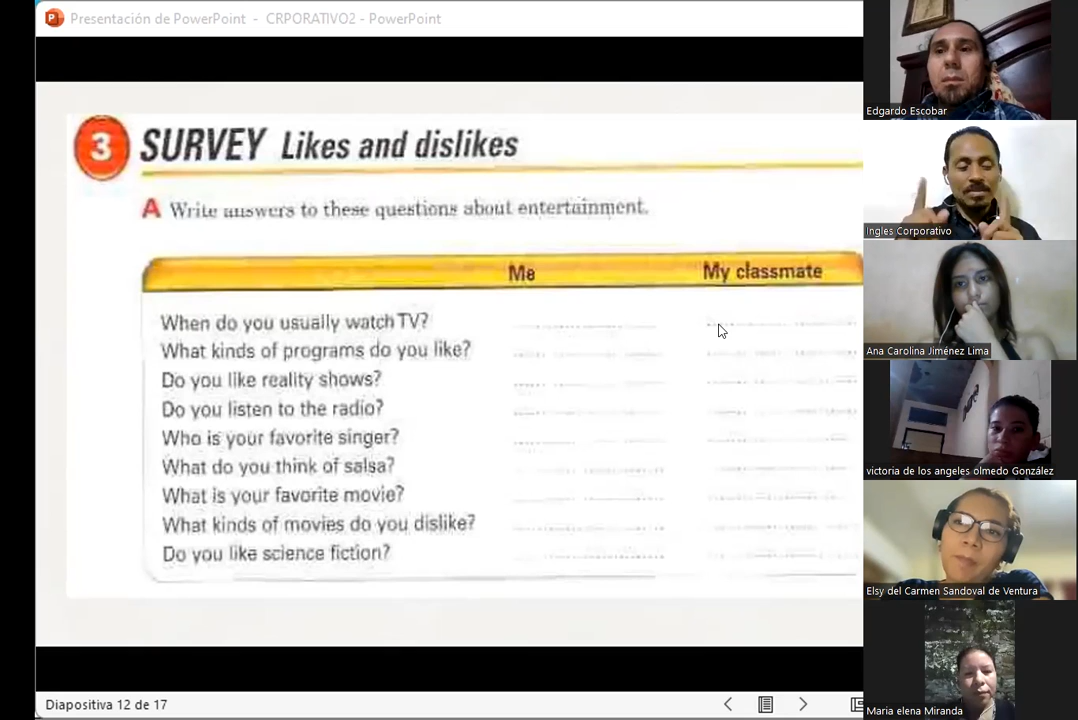 Presentación de PowerPoint - CRPORATIVO2 - PowerPoint
3 SURVEY Likes and dislikes
A Write answers to these questions about entertainment.
Me My classmate
When do you usually watch TV?
What kinds of programs do you like?
Do you like reality shows?
Do you listen to the radio?
Who is your favorite singer?
What do you think of salsa?
What is your favorite movie?
What kinds of movies do you dislike?
Do you like science fiction?
Diapositiva 12 de 17
Edgardo Escobar
Ingles Corporativo
Ana Carolina Jiménez Lima
victoria de los angeles olmedo González
Elsy del Carmen Sandoval de Ventura
Maria elena Miranda